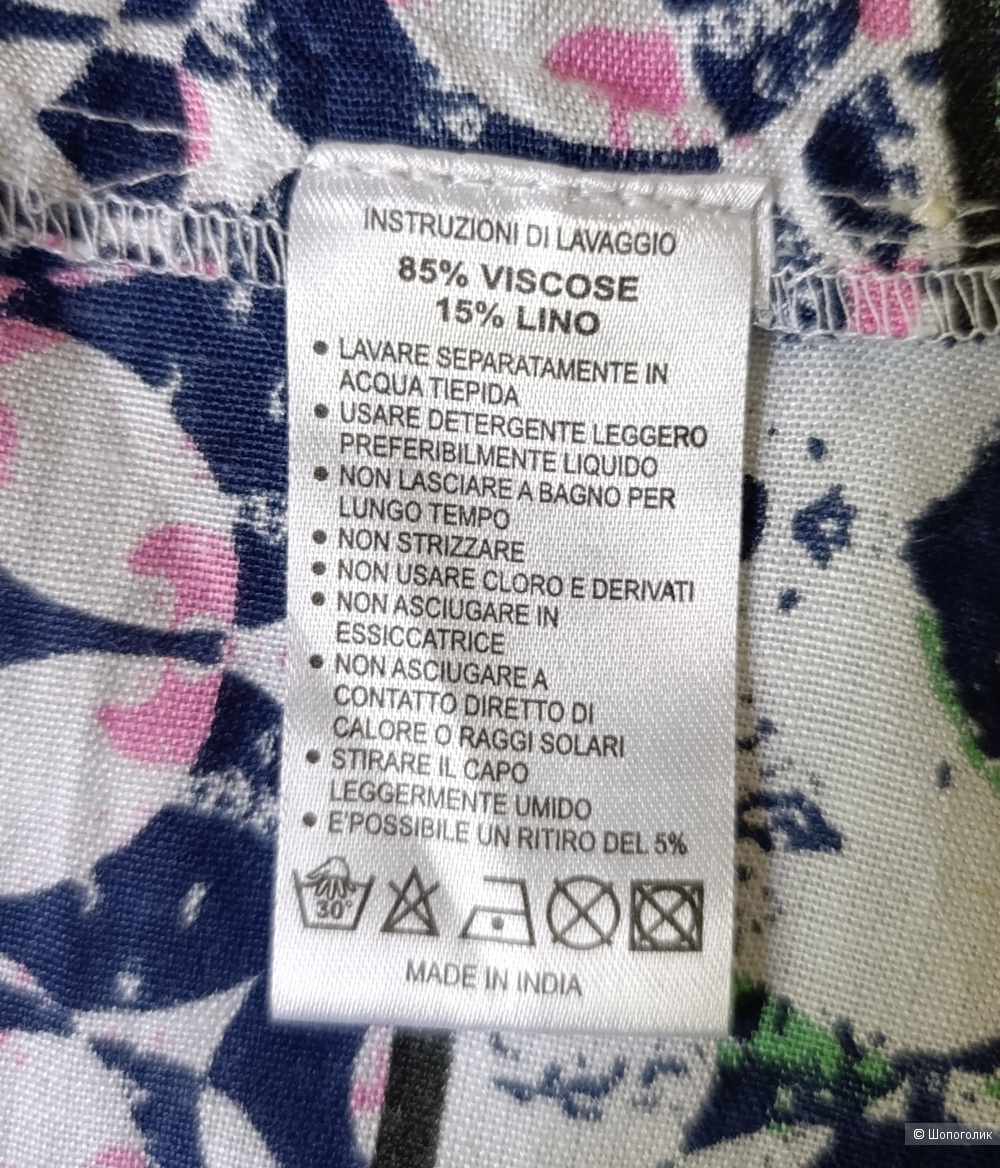 INSTRUZIONI DI LAVAGGIO
85% VISCOSE
15% LINO
• LAVARE SEPARATAMENTE IN
ACQUA TIEPIDA
• USARE DETERGENTE LEGGERO
PREFERIBILMENTE LIQUIDO
• NON LASCIARE A BAGNO PER
LUNGO TEMPO
• NON STRIZZARE
• NON USARE CLORO E DERIVATI
• NON ASCIUGARE IN
ESSICCATRICE
• NON ASCIUGARE A
CONTATTO DIRETTO DI
CALORE O RAGGI SOLARI
• STIRARE IL CAPO
LEGGERMENTE UMIDO
• E'POSSIBILE UN RITIRO DEL 5%
30°
MADE IN INDIA
© Шопоголик